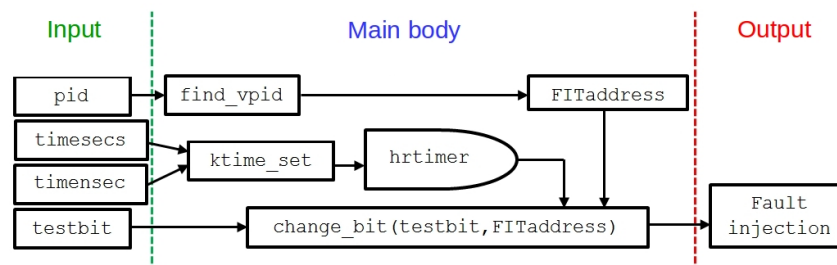 Input
Main body
Output
pid
find_vpid
FITaddress
timesecs
ktime_set
hrtimer
timensec
testbit
change_bit(testbit,FITaddress)
Fault
injection